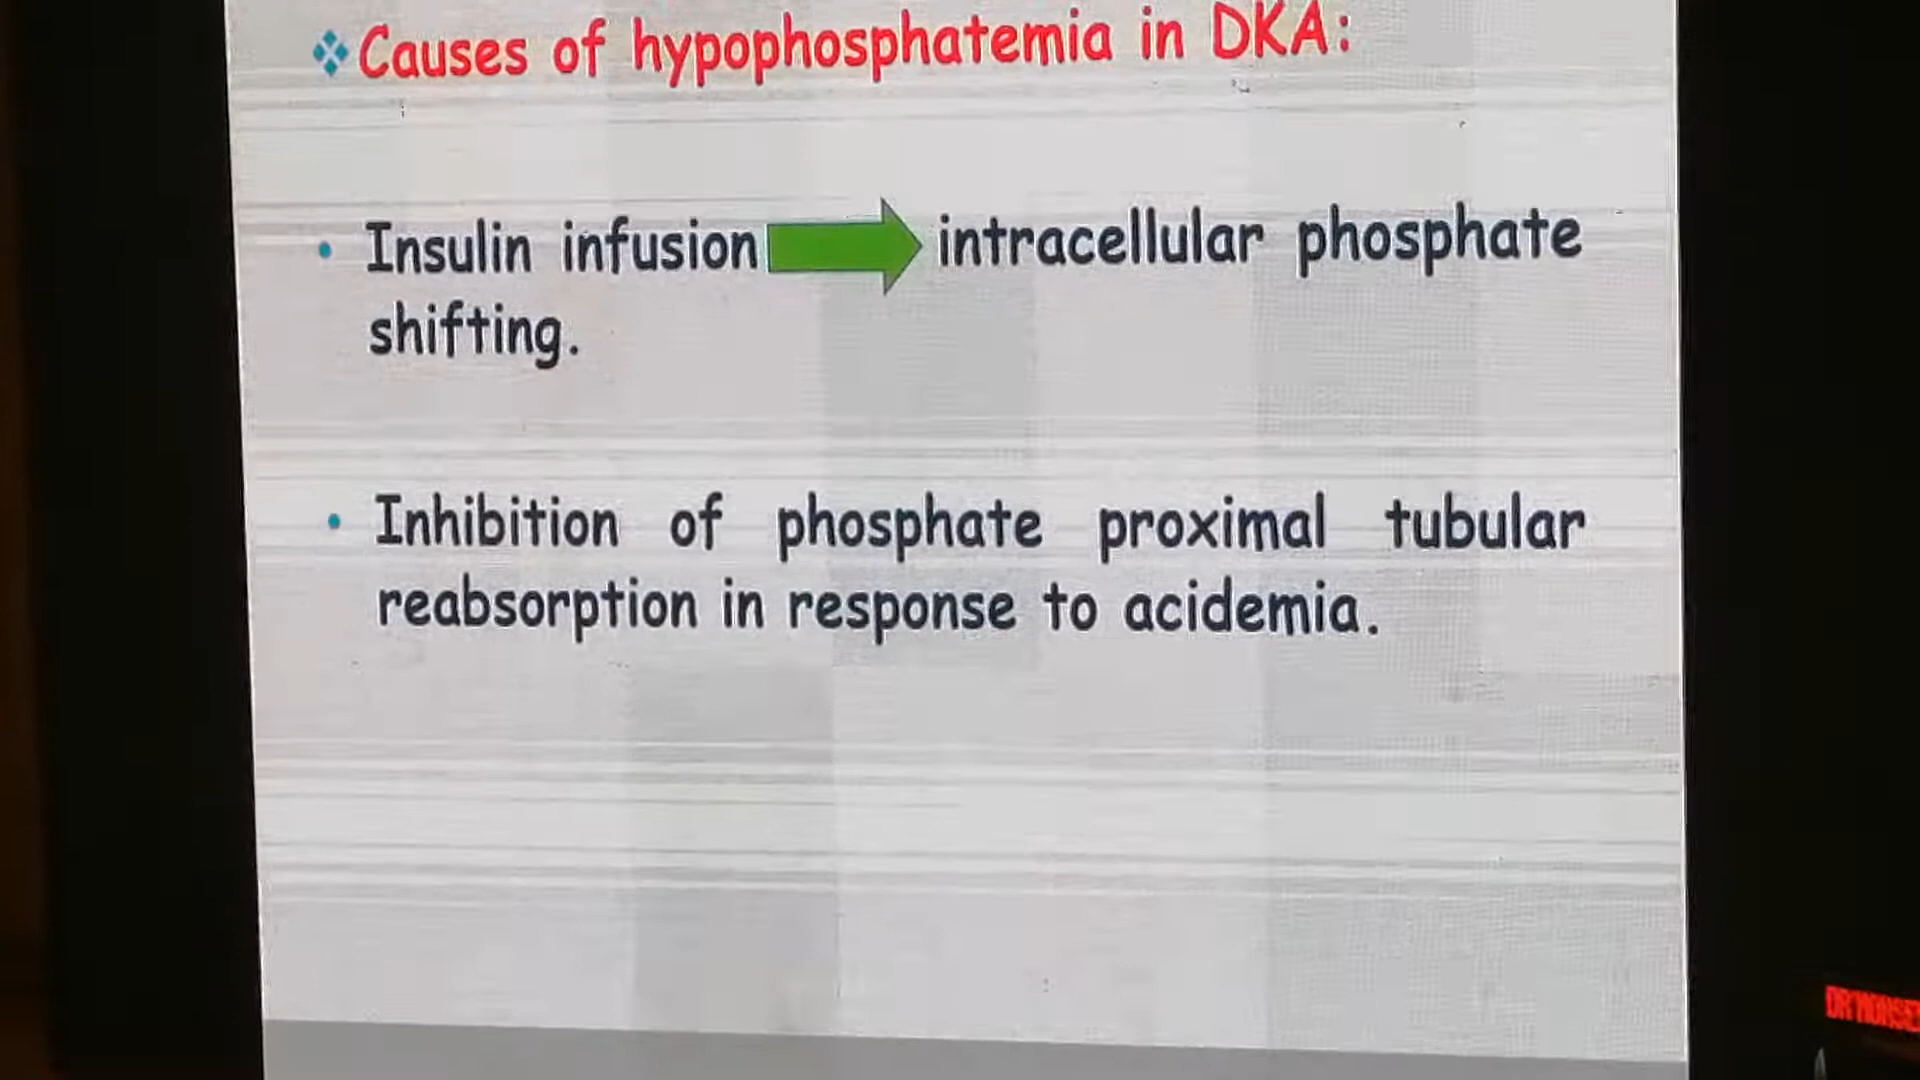 Causes of hypophosphatemia in DKA:
• Insulin infusion intracellular phosphate
shifting.
• Inhibition of phosphate proximal tubular
reabsorption in response to acidemia.